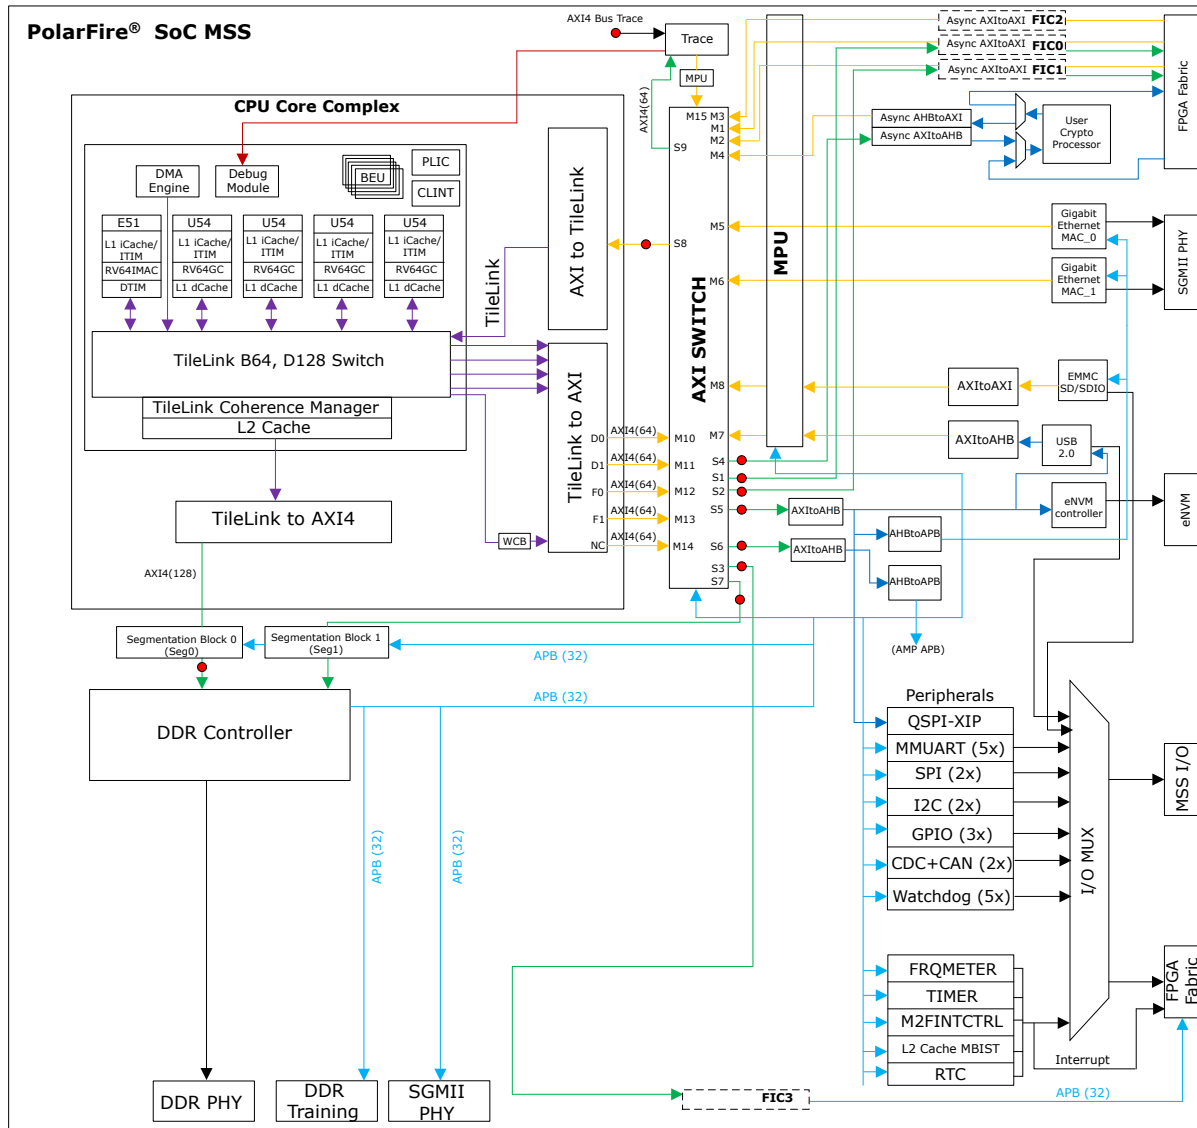 PolarFire® SoC MSS
AXI4 Bus Trace
Trace
MPU
AXI4(64)
Async AXItoAXI FIC2
Async AXItoAXI FIC0
Async AXItoAXI FIC1
Async AHBtoAXI
Async AXItoAHB
User
Crypto
Processor
FPGA Fabric
CPU Core Complex
PLIC
CLINT
BEU
DMA
Engine
Debug
Module
E51
L1 iCache/
ITIM
RV64IMAC
DTIM
U54
L1 iCache/
ITIM
RV64GC
L1 dCache
U54
L1 iCache/
ITIM
RV64GC
L1 dCache
U54
L1 iCache/
ITIM
RV64GC
L1 dCache
U54
L1 iCache/
ITIM
RV64GC
L1 dCache
TileLink B64, D128 Switch
TileLink Coherence Manager
L2 Cache
TileLink to AXI4
AXI4(128)
TileLink
AXI to TileLink
TileLink to AXI
WCB
D0
D1
F0
F1
NC
AXI4(64)
AXI4(64)
AXI4(64)
AXI4(64)
AXI4(64)
AXI SWITCH
M15
M3
M1
M2
S9
M4
M5
S8
M6
M8
M7
M10
M11
M12
M13
M14
S4
S1
S2
S5
S6
S3
S7
MPU
Gigabit
Ethernet
MAC_0
Gigabit
Ethernet
MAC_1
SGMII PHY
AXItoAXI
EMMC
SD/SDIO
AXItoAHB
USB
2.0
AXItoAHB
eNVM
controller
eNVM
AHBtoAPB
AXItoAHB
AHBtoAPB
(AMP APB)
Segmentation Block 0
(Seg0)
Segmentation Block 1
(Seg1)
APB (32)
APB (32)
DDR Controller
APB (32)
APB (32)
DDR PHY
DDR
Training
SGMII
PHY
Peripherals
QSPI-XIP
MMUART (5x)
SPI (2x)
I2C (2x)
GPIO (3x)
CDC+CAN (2x)
Watchdog (5x)
FRQMETER
TIMER
M2FINTCTRL
L2 Cache MBIST
RTC
I/O MUX
MSS I/O
FPGA
Fabric
Interrupt
FIC3
APB (32)